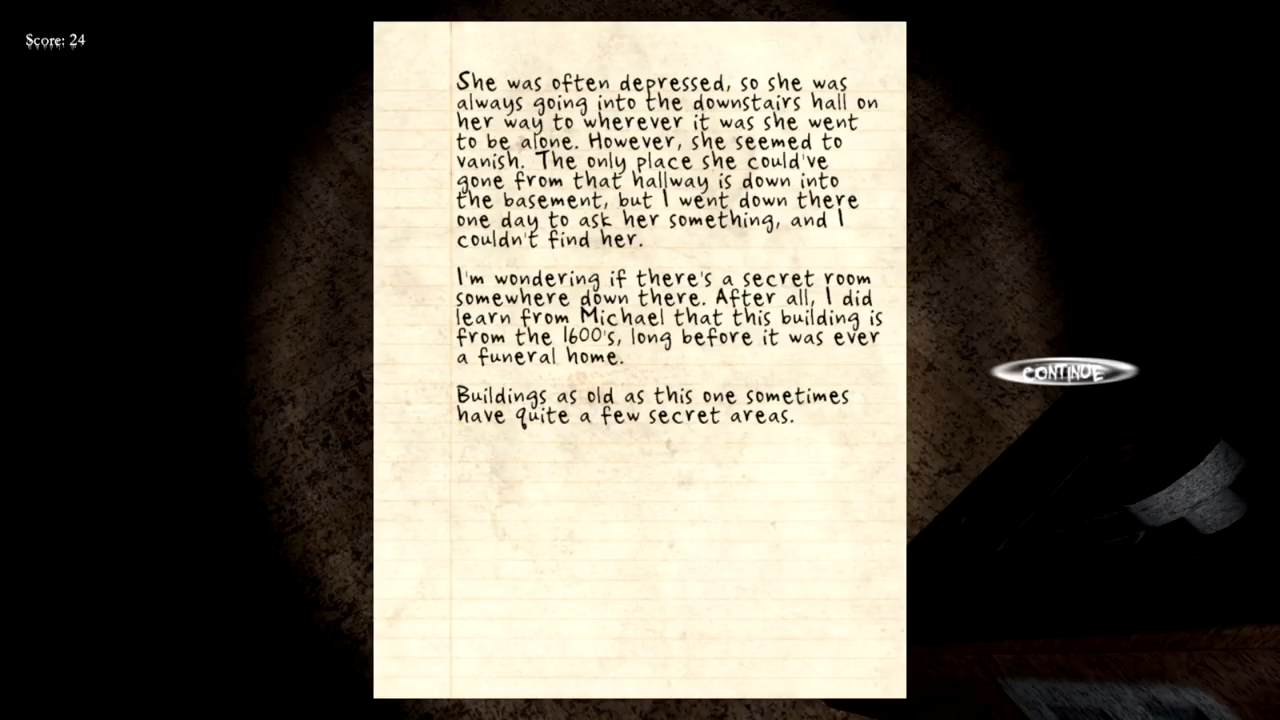 Score: 24
She was often depressed, so she was
always going into the downstairs hall on
her way to wherever it was she went
to be alone. However, she seemed to
vanish. The only place she could've
gone from that hallway is down into
the basement, but I went down there
one day to ask her something, and I
couldn't find her.
I'm wondering if there's a secret room
somewhere down there. After all, I did
learn from Michael that this building is
from the 1600's, long before it was ever
a funeral home.
Buildings as old as this one sometimes
have quite a few secret areas.
CONTINUE